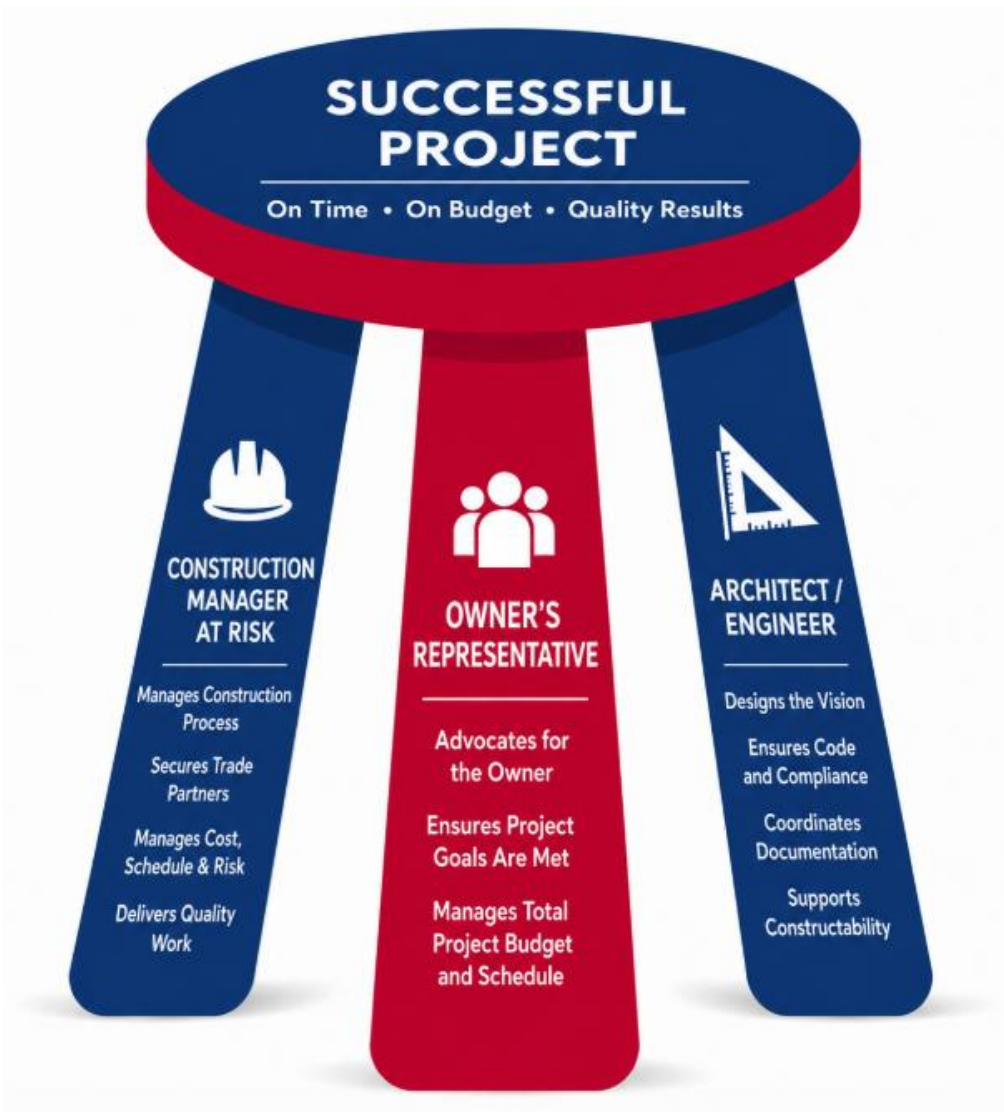 SUCCESSFUL
PROJECT
On Time • On Budget • Quality Results
CONSTRUCTION
MANAGER
AT RISK
Manages Construction
Process
Secures Trade
Partners
Manages Cost,
Schedule & Risk
Delivers Quality
Work
OWNER'S
REPRESENTATIVE
Advocates for
the Owner
Ensures Project
Goals Are Met
Manages Total
Project Budget
and Schedule
ARCHITECT /
ENGINEER
Designs the Vision
Ensures Code
and Compliance
Coordinates
Documentation
Supports
Constructability